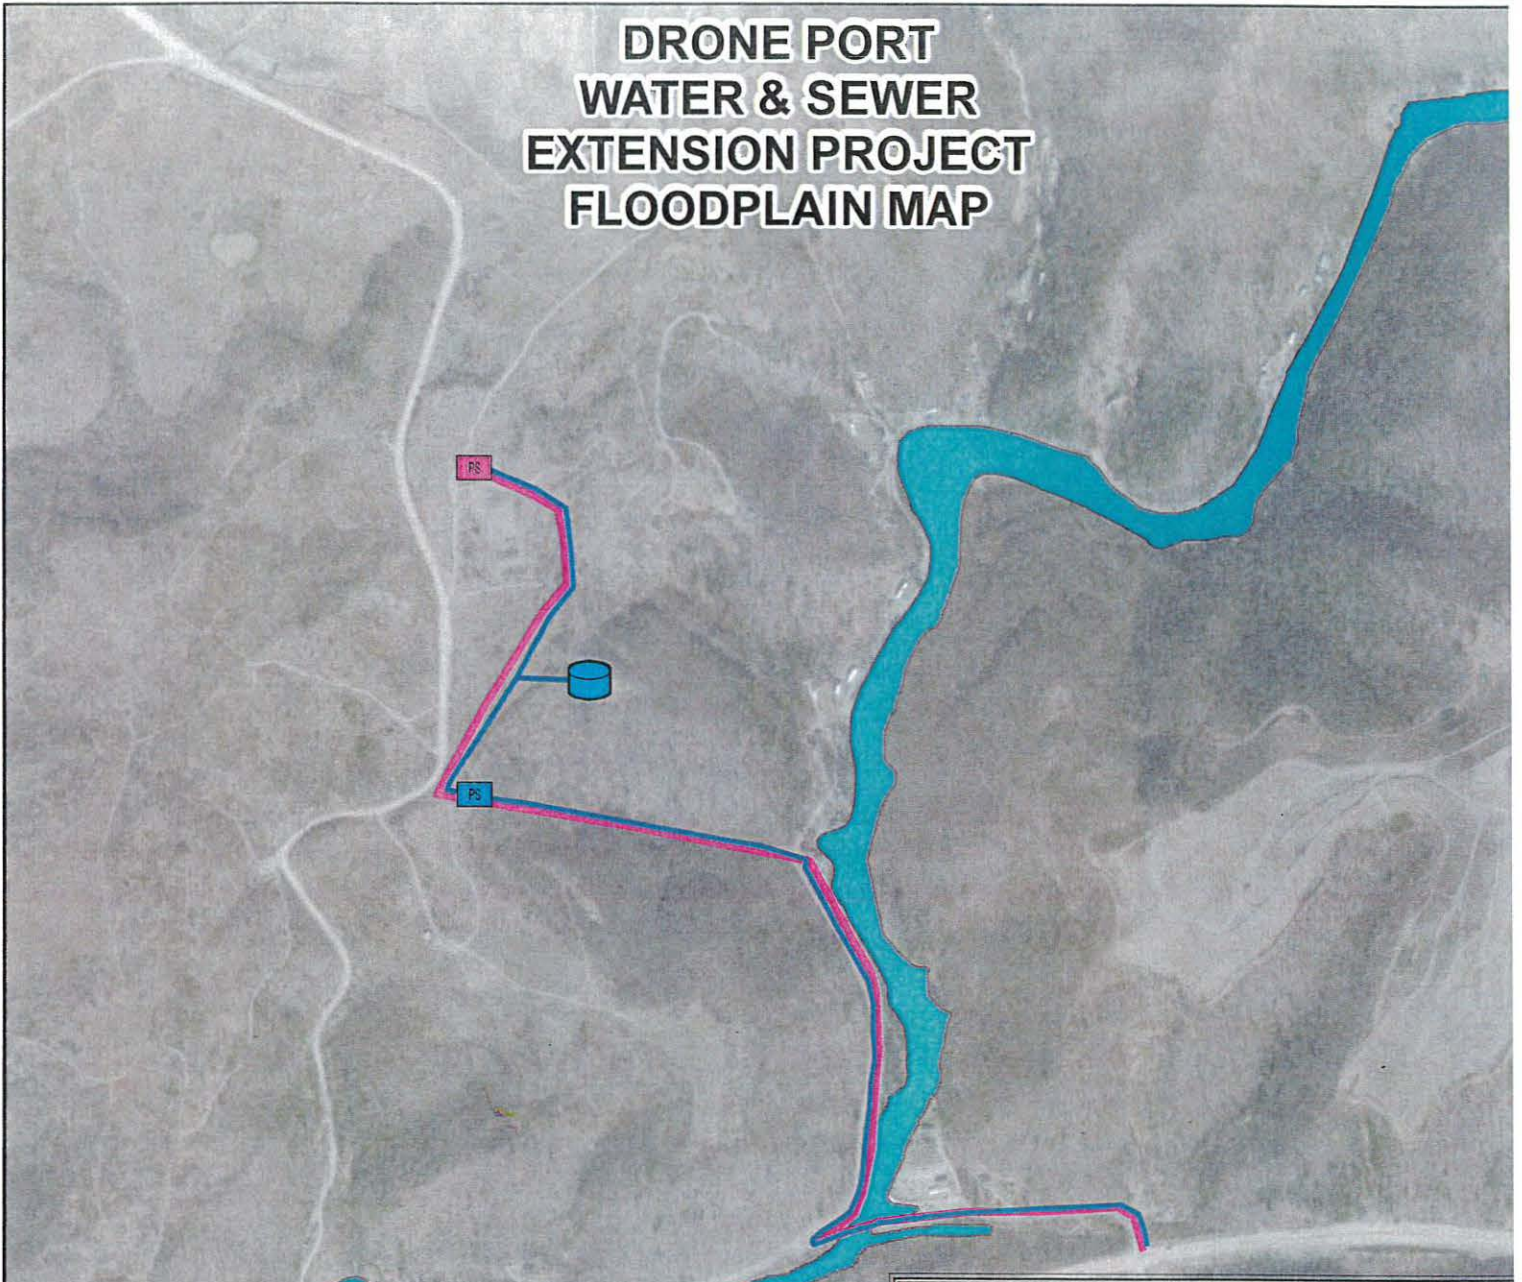 DRONE PORT
WATER & SEWER
EXTENSION PROJECT
FLOODPLAIN MAP
PS
PS